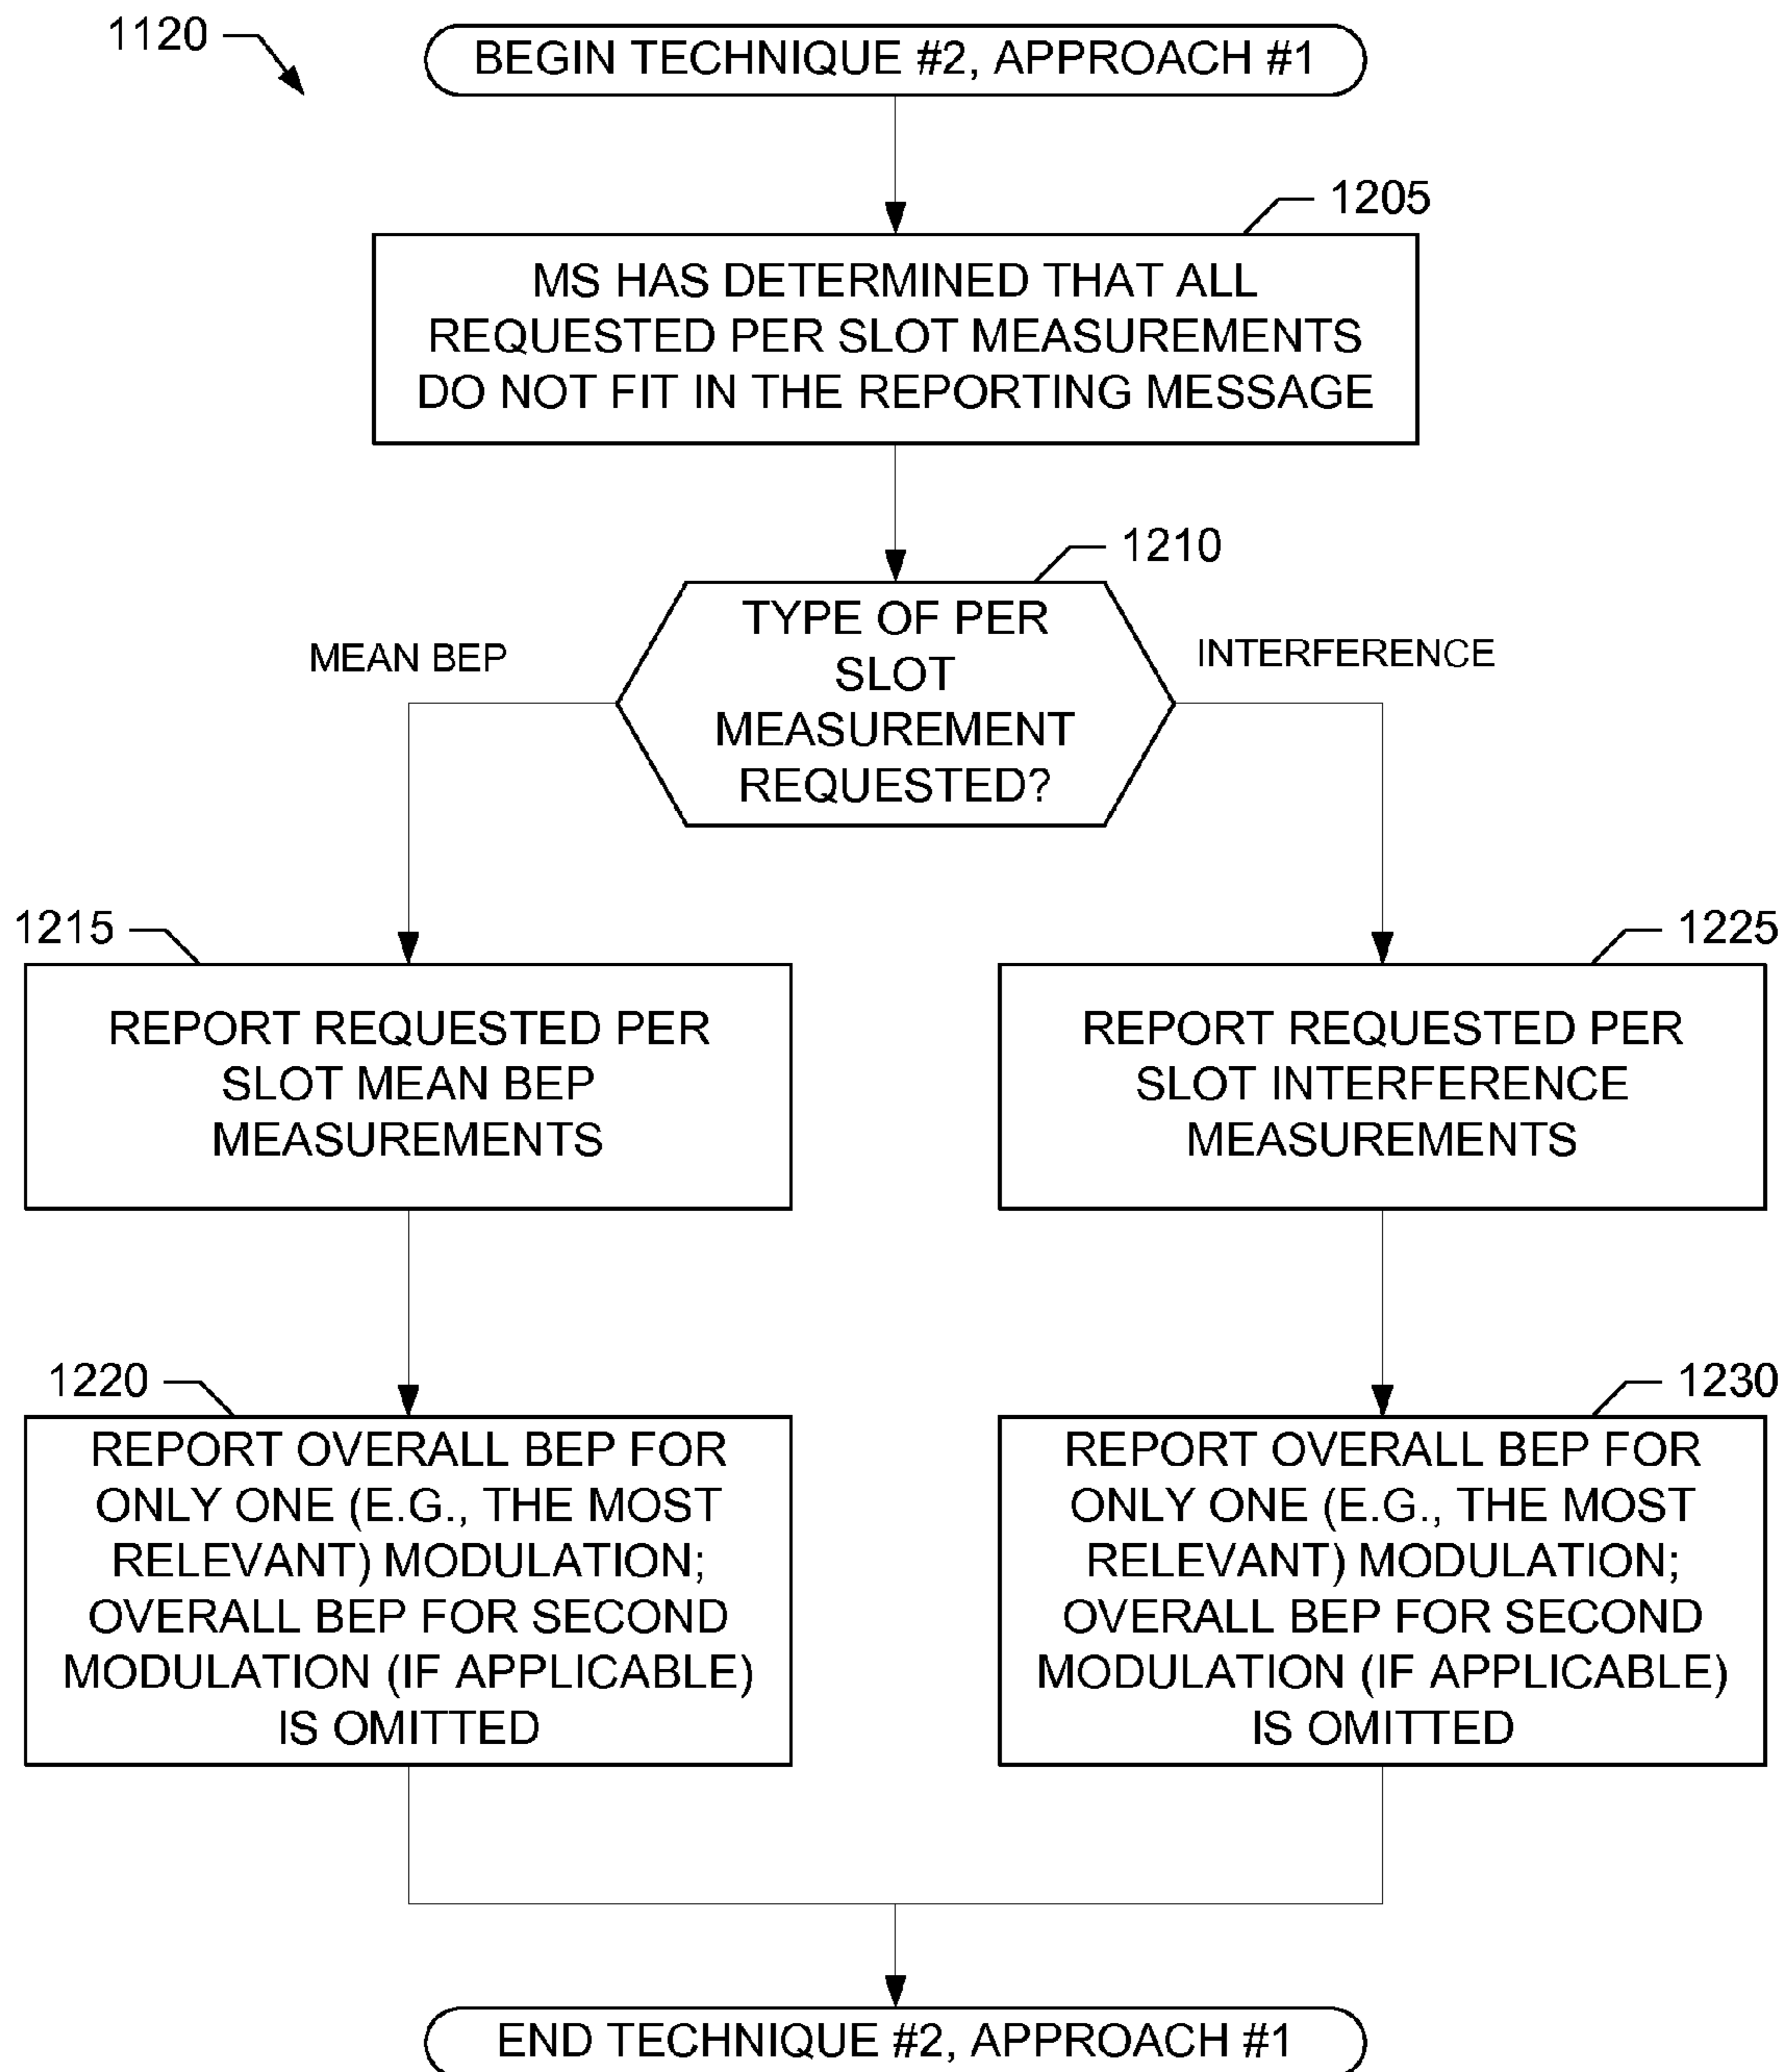 1120
BEGIN TECHNIQUE #2, APPROACH #1
1205
MS HAS DETERMINED THAT ALL
REQUESTED PER SLOT MEASUREMENTS
DO NOT FIT IN THE REPORTING MESSAGE
1210
TYPE OF PER
SLOT
MEASUREMENT
REQUESTED?
MEAN BEP
INTERFERENCE
1215
REPORT REQUESTED PER
SLOT MEAN BEP
MEASUREMENTS
1225
REPORT REQUESTED PER
SLOT INTERFERENCE
MEASUREMENTS
1220
REPORT OVERALL BEP FOR
ONLY ONE (E.G., THE MOST
RELEVANT) MODULATION;
OVERALL BEP FOR SECOND
MODULATION (IF APPLICABLE)
IS OMITTED
1230
REPORT OVERALL BEP FOR
ONLY ONE (E.G., THE MOST
RELEVANT) MODULATION;
OVERALL BEP FOR SECOND
MODULATION (IF APPLICABLE)
IS OMITTED
END TECHNIQUE #2, APPROACH #1